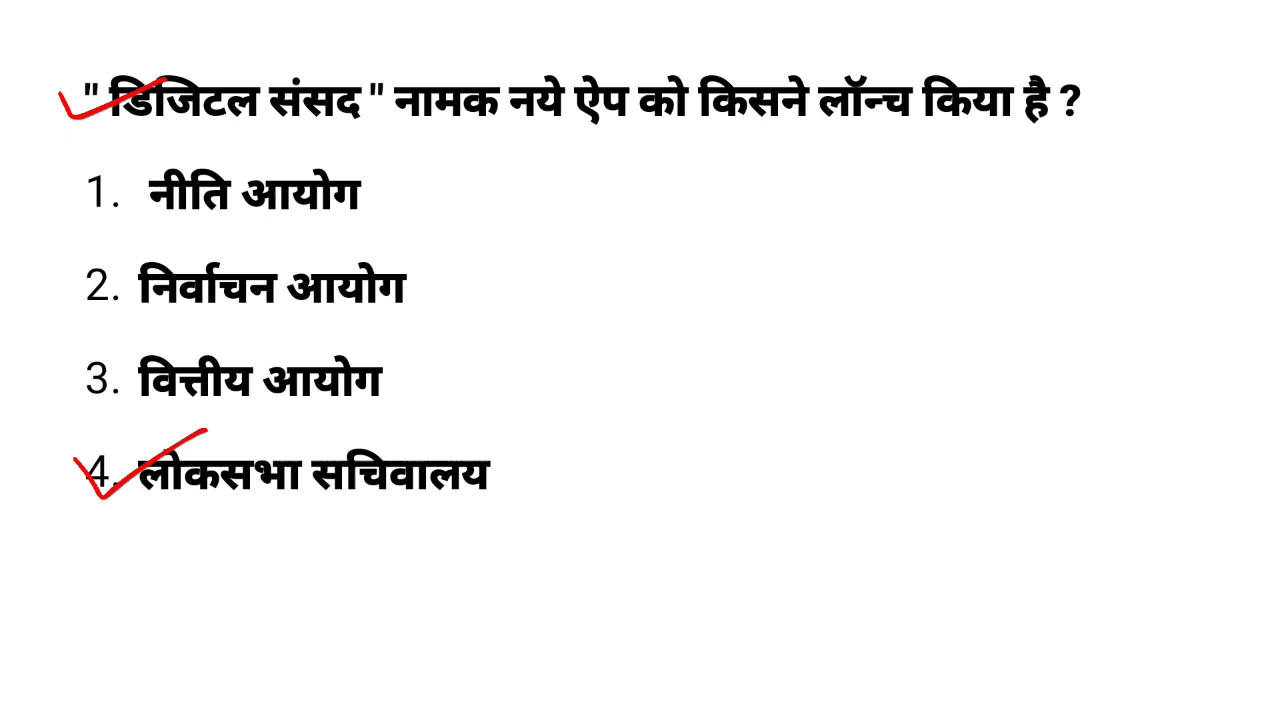 " डिजिटल संसद " नामक नये ऐप को किसने लॉन्च किया है ?
1. नीति आयोग
2. निर्वाचन आयोग
3. वित्तीय आयोग
4. लोकसभा सचिवालय